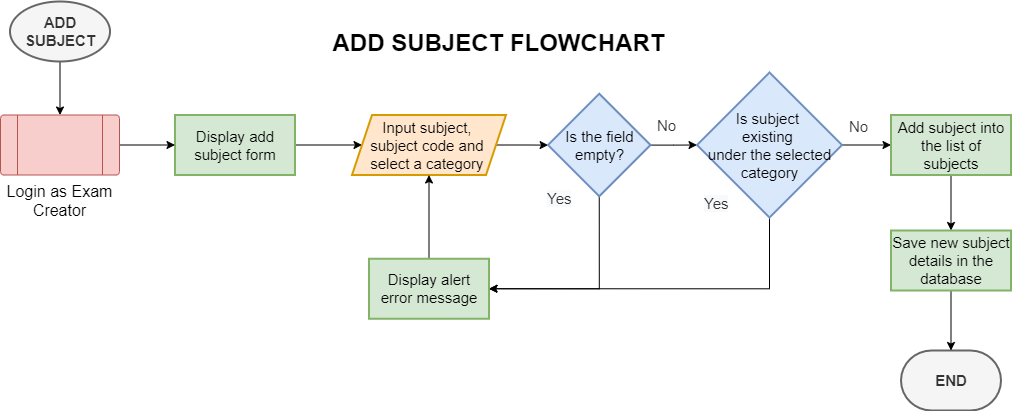 ADD
SUBJECT
ADD SUBJECT FLOWCHART
Login as Exam
Creator
Display add
subject form
Input subject,
subject code and
select a category
Is the field
empty?
No
Yes
Is subject
existing
under the selected
category
No
Yes
Add subject into
the list of
subjects
Display alert
error message
Save new subject
details in the
database
END